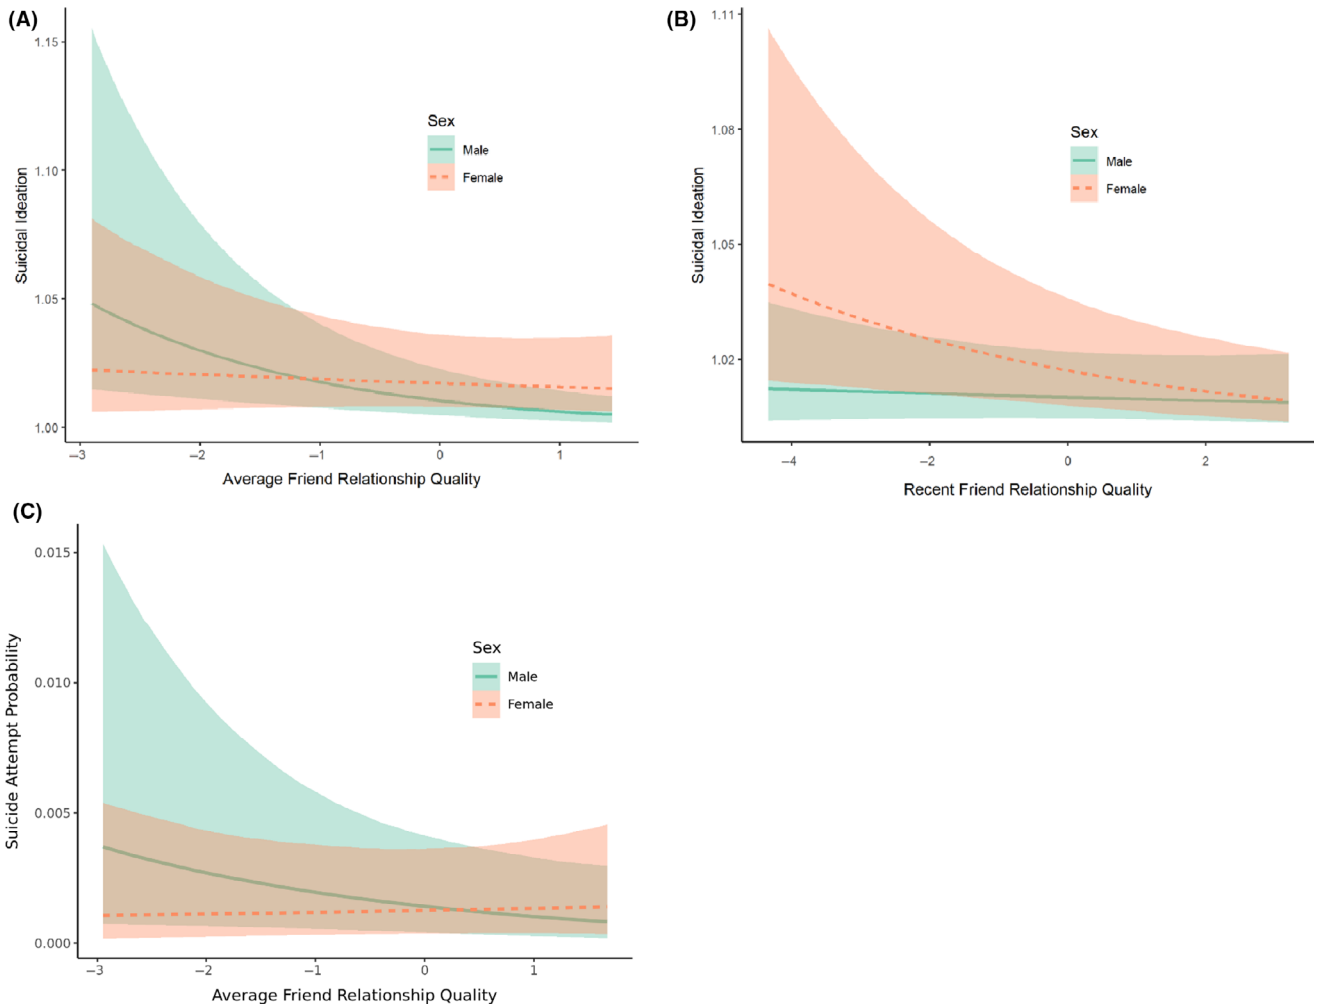 (A)
1.15
1.10
1.05
1.00
Suicidal Ideation
Sex
Male
Female
−3
−2
−1
0
1
Average Friend Relationship Quality
(B)
1.11
1.08
1.05
1.02
Suicidal Ideation
Sex
Male
Female
−4
−2
0
2
Recent Friend Relationship Quality
(C)
0.015
0.010
0.005
0.000
Suicide Attempt Probability
Sex
Male
Female
−3
−2
−1
0
1
Average Friend Relationship Quality